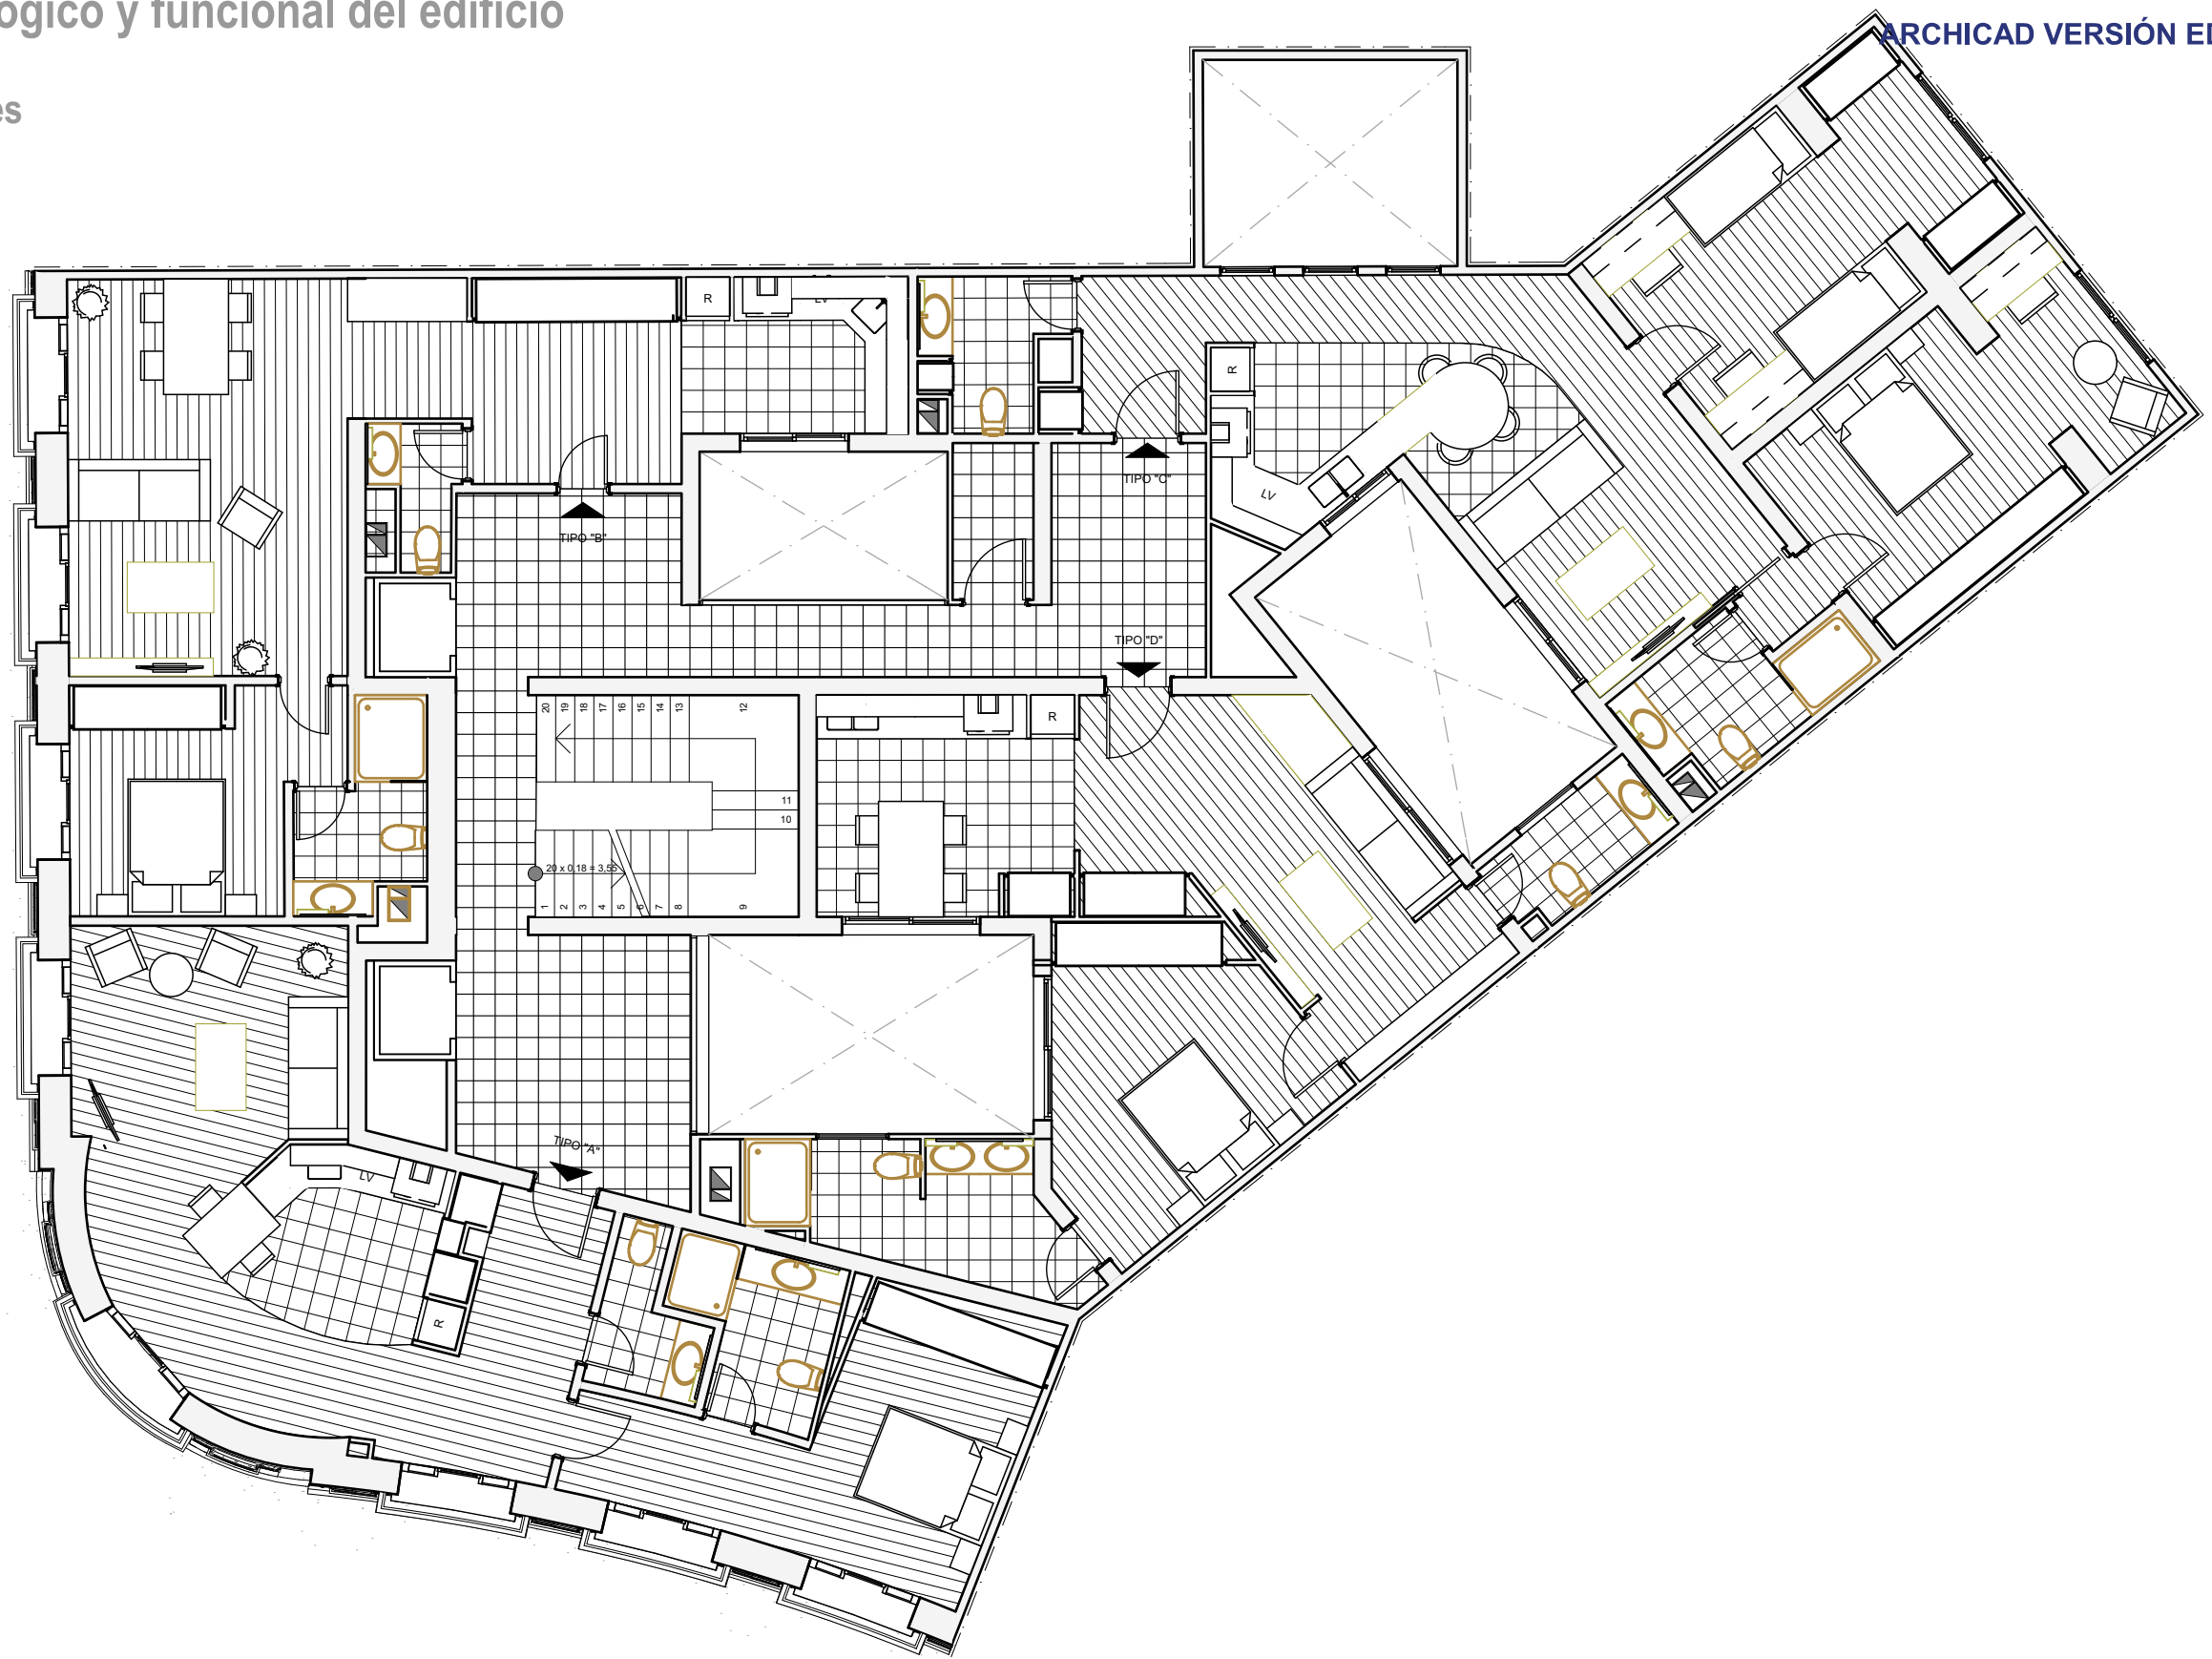 ogico y funcional del edificio
ARCHICAD VERSIÓN ED
es
R
LV
R
TIPO "C"
LV
TIPO "B"
TIPO "D"
20 19 18 17 16 15 14 13 12
R
11
10
20 x 0,18 = 3,55
1 2 3 4 5 6 7 8 9
TIPO "A"
LV
R